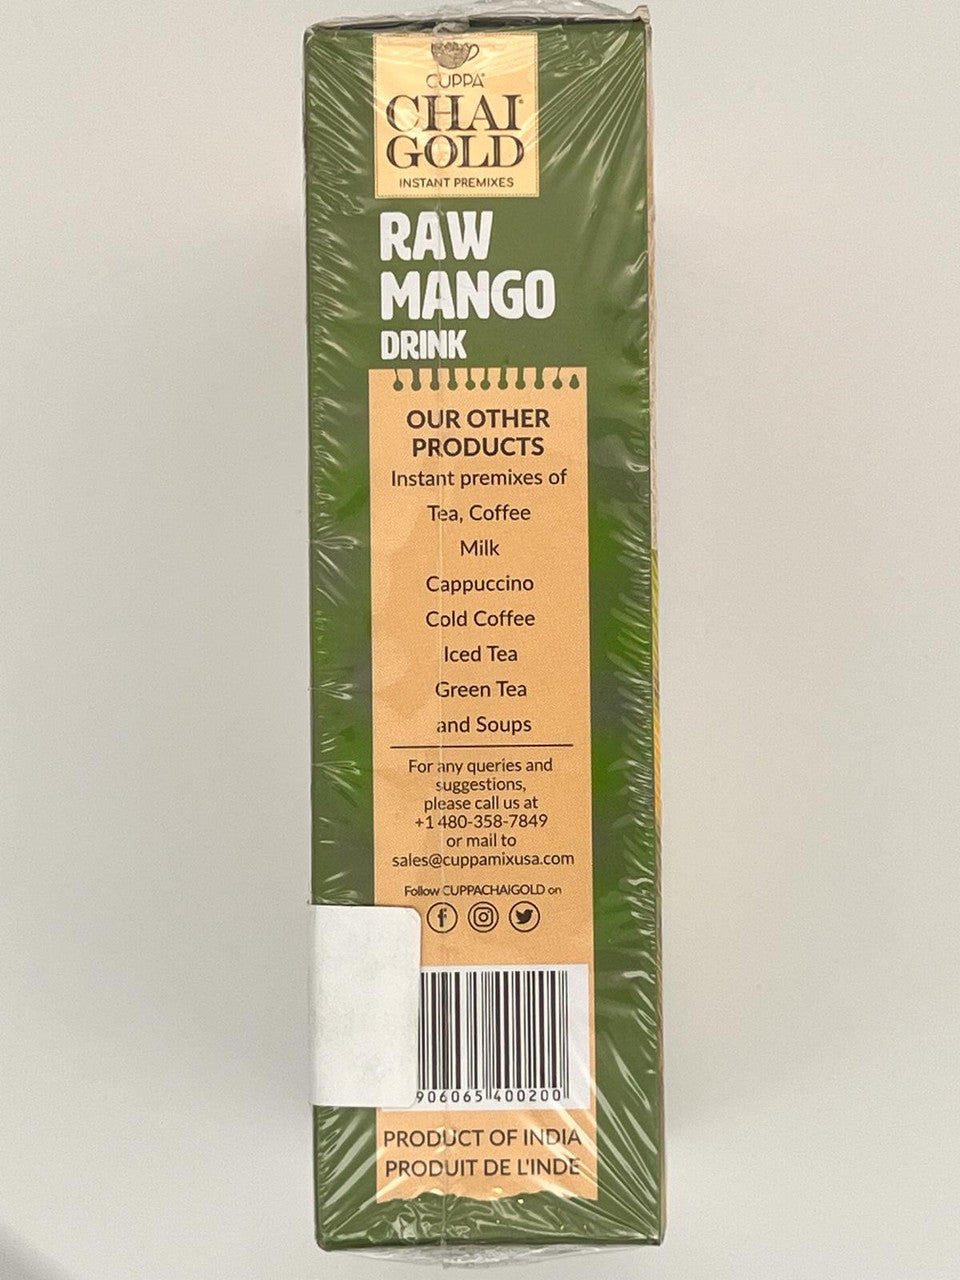 CUPPA®
CHAI®
GOLD
INSTANT PREMIXES
RAW
MANGO
DRINK
OUR OTHER
PRODUCTS
Instant premixes of
Tea, Coffee
Milk
Cappuccino
Cold Coffee
Iced Tea
Green Tea
and Soups
For any queries and
suggestions,
please call us at
+1 480-358-7849
or mail to
sales@cuppamixusa.com
Follow CUPPACHAIGOLD on
906065 400200
PRODUCT OF INDIA
PRODUIT DE L'INDE